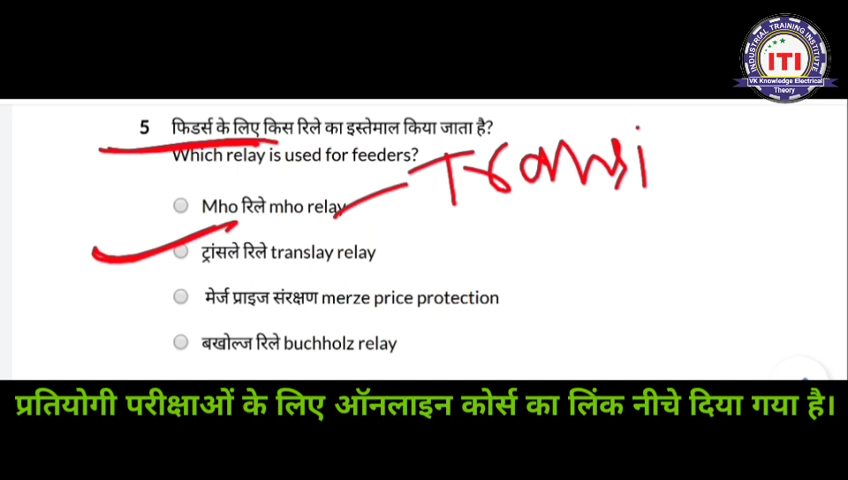 INDUSTRIAL TRAINING INSTITUTE
ITI
VK Knowledge Electrical
Theory
5 फिडर्स के लिए किस रिले का इस्तेमाल किया जाता है?
Which relay is used for feeders?
Transi
Mho रिले mho relay
ट्रांसले रिले translay relay
मेर्ज प्राइज संरक्षण merze price protection
बखोल्ज रिले buchholz relay
प्रतियोगी परीक्षाओं के लिए ऑनलाइन कोर्स का लिंक नीचे दिया गया है।